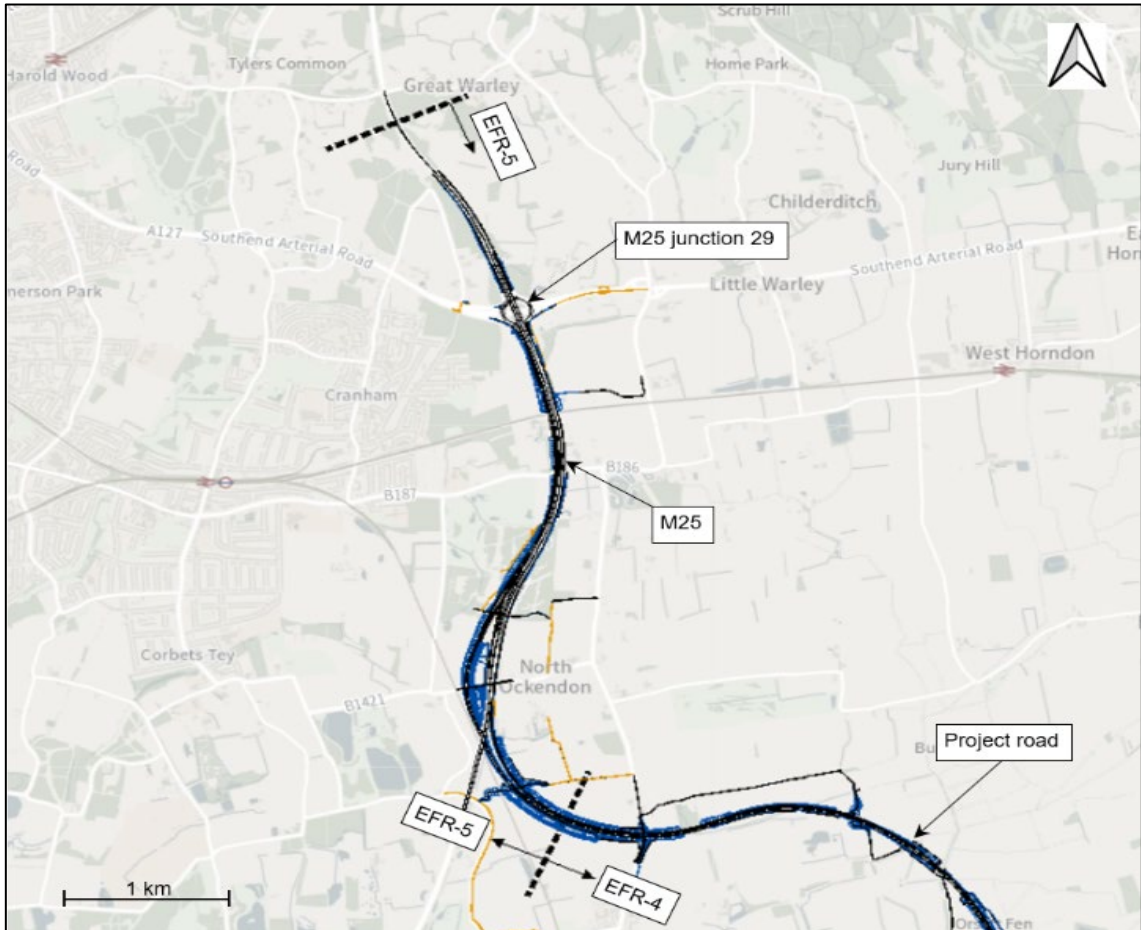 Scrub Hill
Tylers Common
Home Park
Harold Wood
Great Warley
EFR-5
Road
Jury Hill
Childerditch
M25 junction 29
A127 Southend Arterial Road
Southend Arterial Road
Little Warley
West Horndon
Cranham
B187
B186
M25
Corbets Tey
North
Ockendon
B1421
Project road
EFR-5
EFR-4
1 km